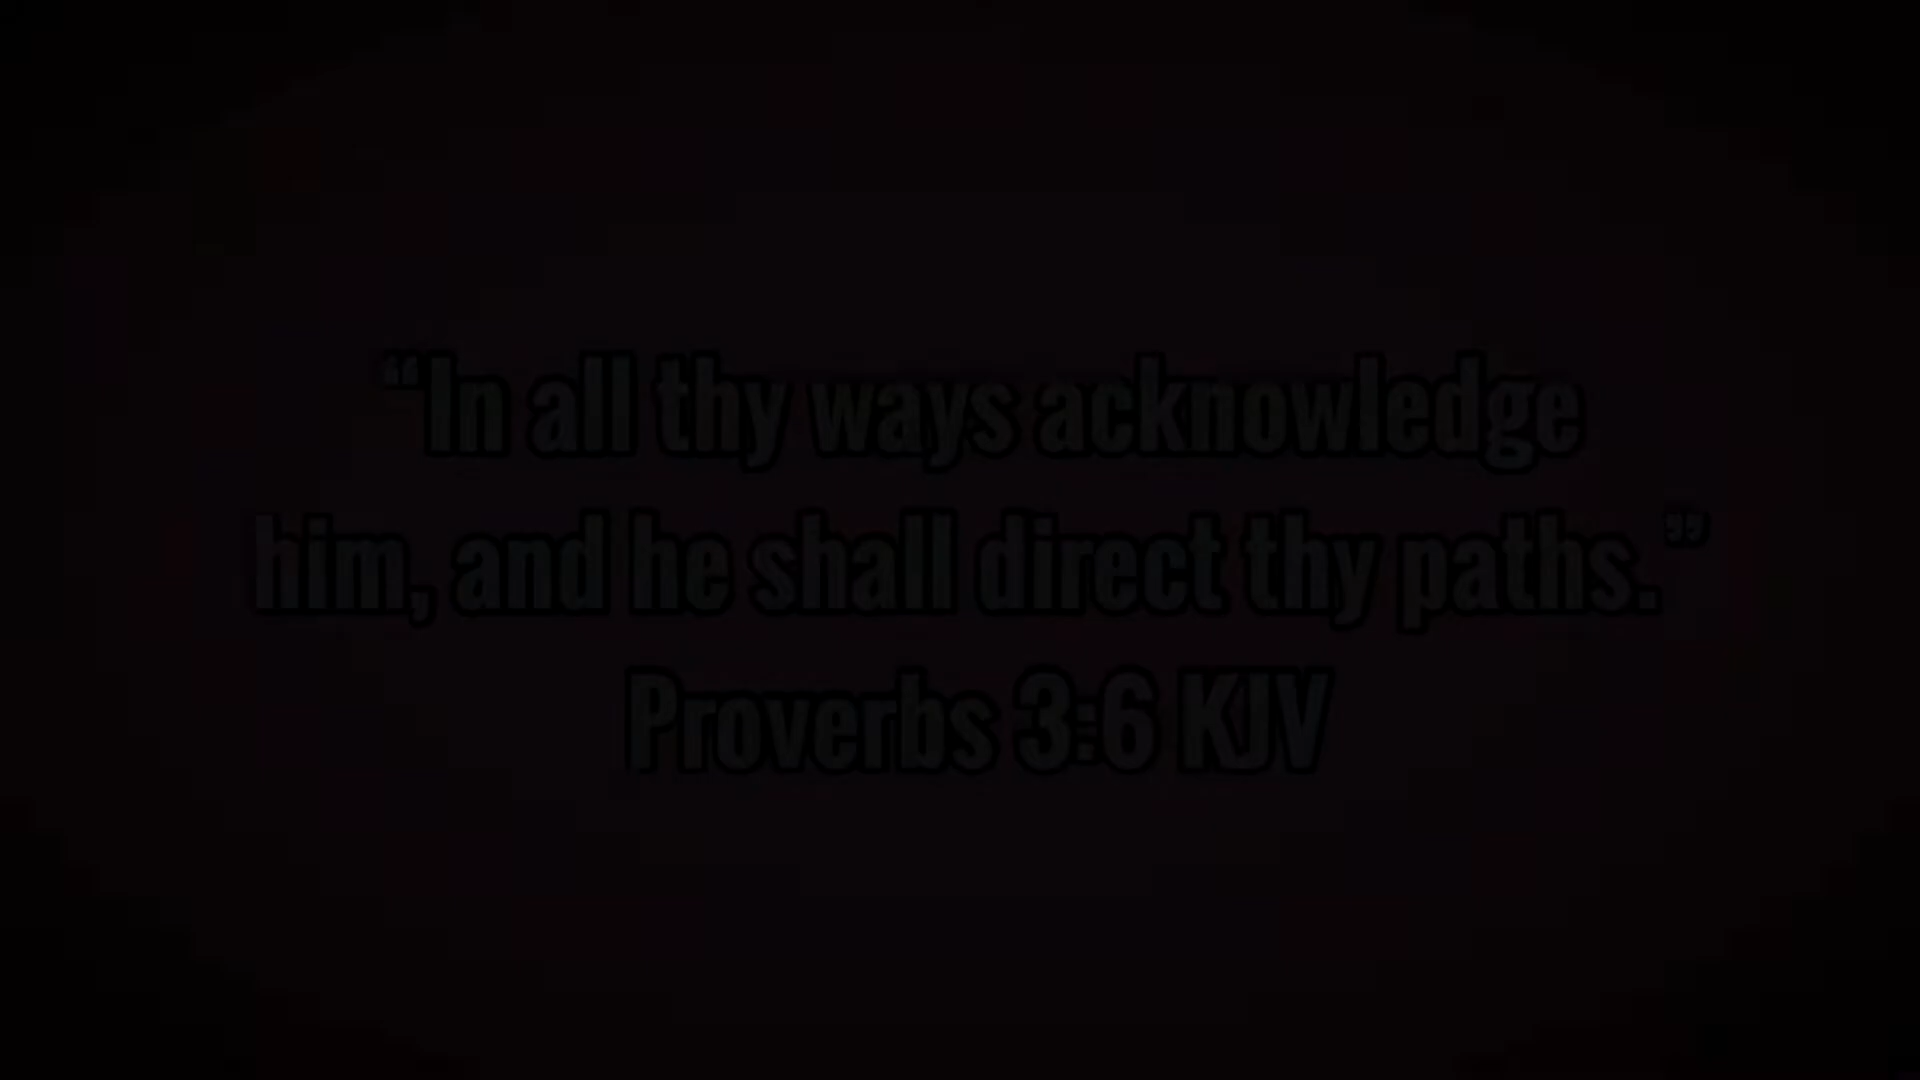 “In all thy ways acknowledge
him, and he shall direct thy paths.”
Proverbs 3:6 KJV